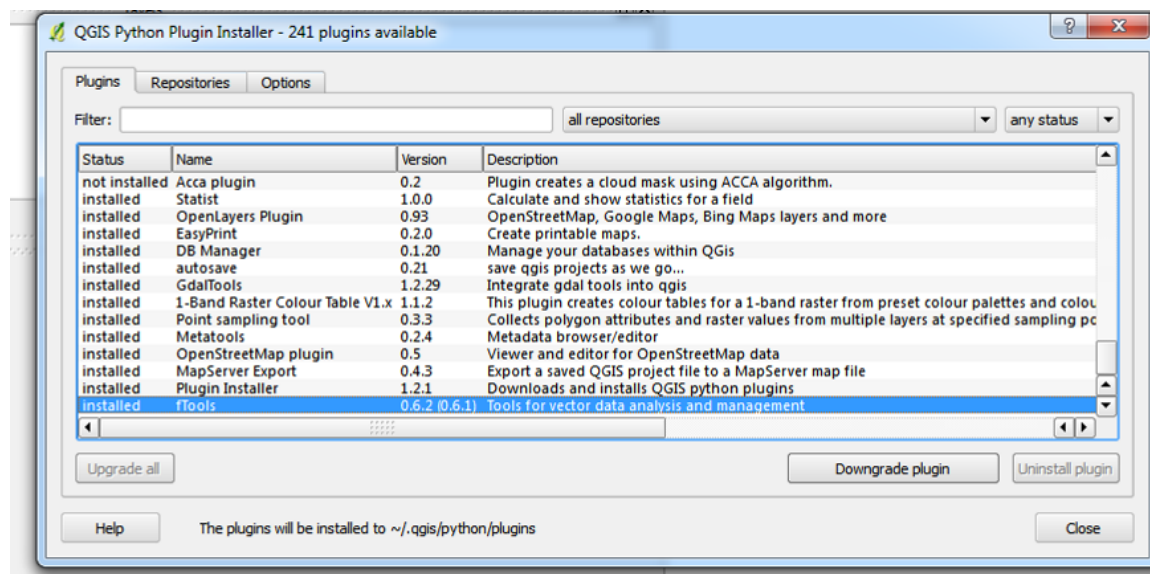 QGIS Python Plugin Installer - 241 plugins available
Plugins Repositories Options
Filter: all repositories any status
Status Name Version Description
not installed Acca plugin 0.2 Plugin creates a cloud mask using ACCA algorithm.
installed Statist 1.0.0 Calculate and show statistics for a field
installed OpenLayers Plugin 0.93 OpenStreetMap, Google Maps, Bing Maps layers and more
installed EasyPrint 0.2.0 Create printable maps.
installed DB Manager 0.1.20 Manage your databases within QGis
installed autosave 0.21 save qgis projects as we go...
installed GdalTools 1.2.29 Integrate gdal tools into qgis
installed 1-Band Raster Colour Table V1.x 1.1.2 This plugin creates colour tables for a 1-band raster from preset colour palettes and colou
installed Point sampling tool 0.3.3 Collects polygon attributes and raster values from multiple layers at specified sampling pc
installed Metatools 0.2.4 Metadata browser/editor
installed OpenStreetMap plugin 0.5 Viewer and editor for OpenStreetMap data
installed MapServer Export 0.4.3 Export a saved QGIS project file to a MapServer map file
installed Plugin Installer 1.2.1 Downloads and installs QGIS python plugins
installed fTools 0.6.2 (0.6.1) Tools for vector data analysis and management
Upgrade all Downgrade plugin Uninstall plugin
Help The plugins will be installed to ~/.qgis/python/plugins Close